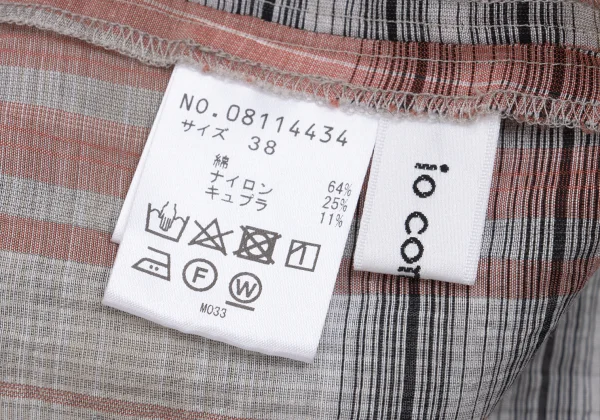 NO.08114434
サイズ 38
綿 64%
ナイロン 25%
キュプラ 11%
F
W
M033
io co